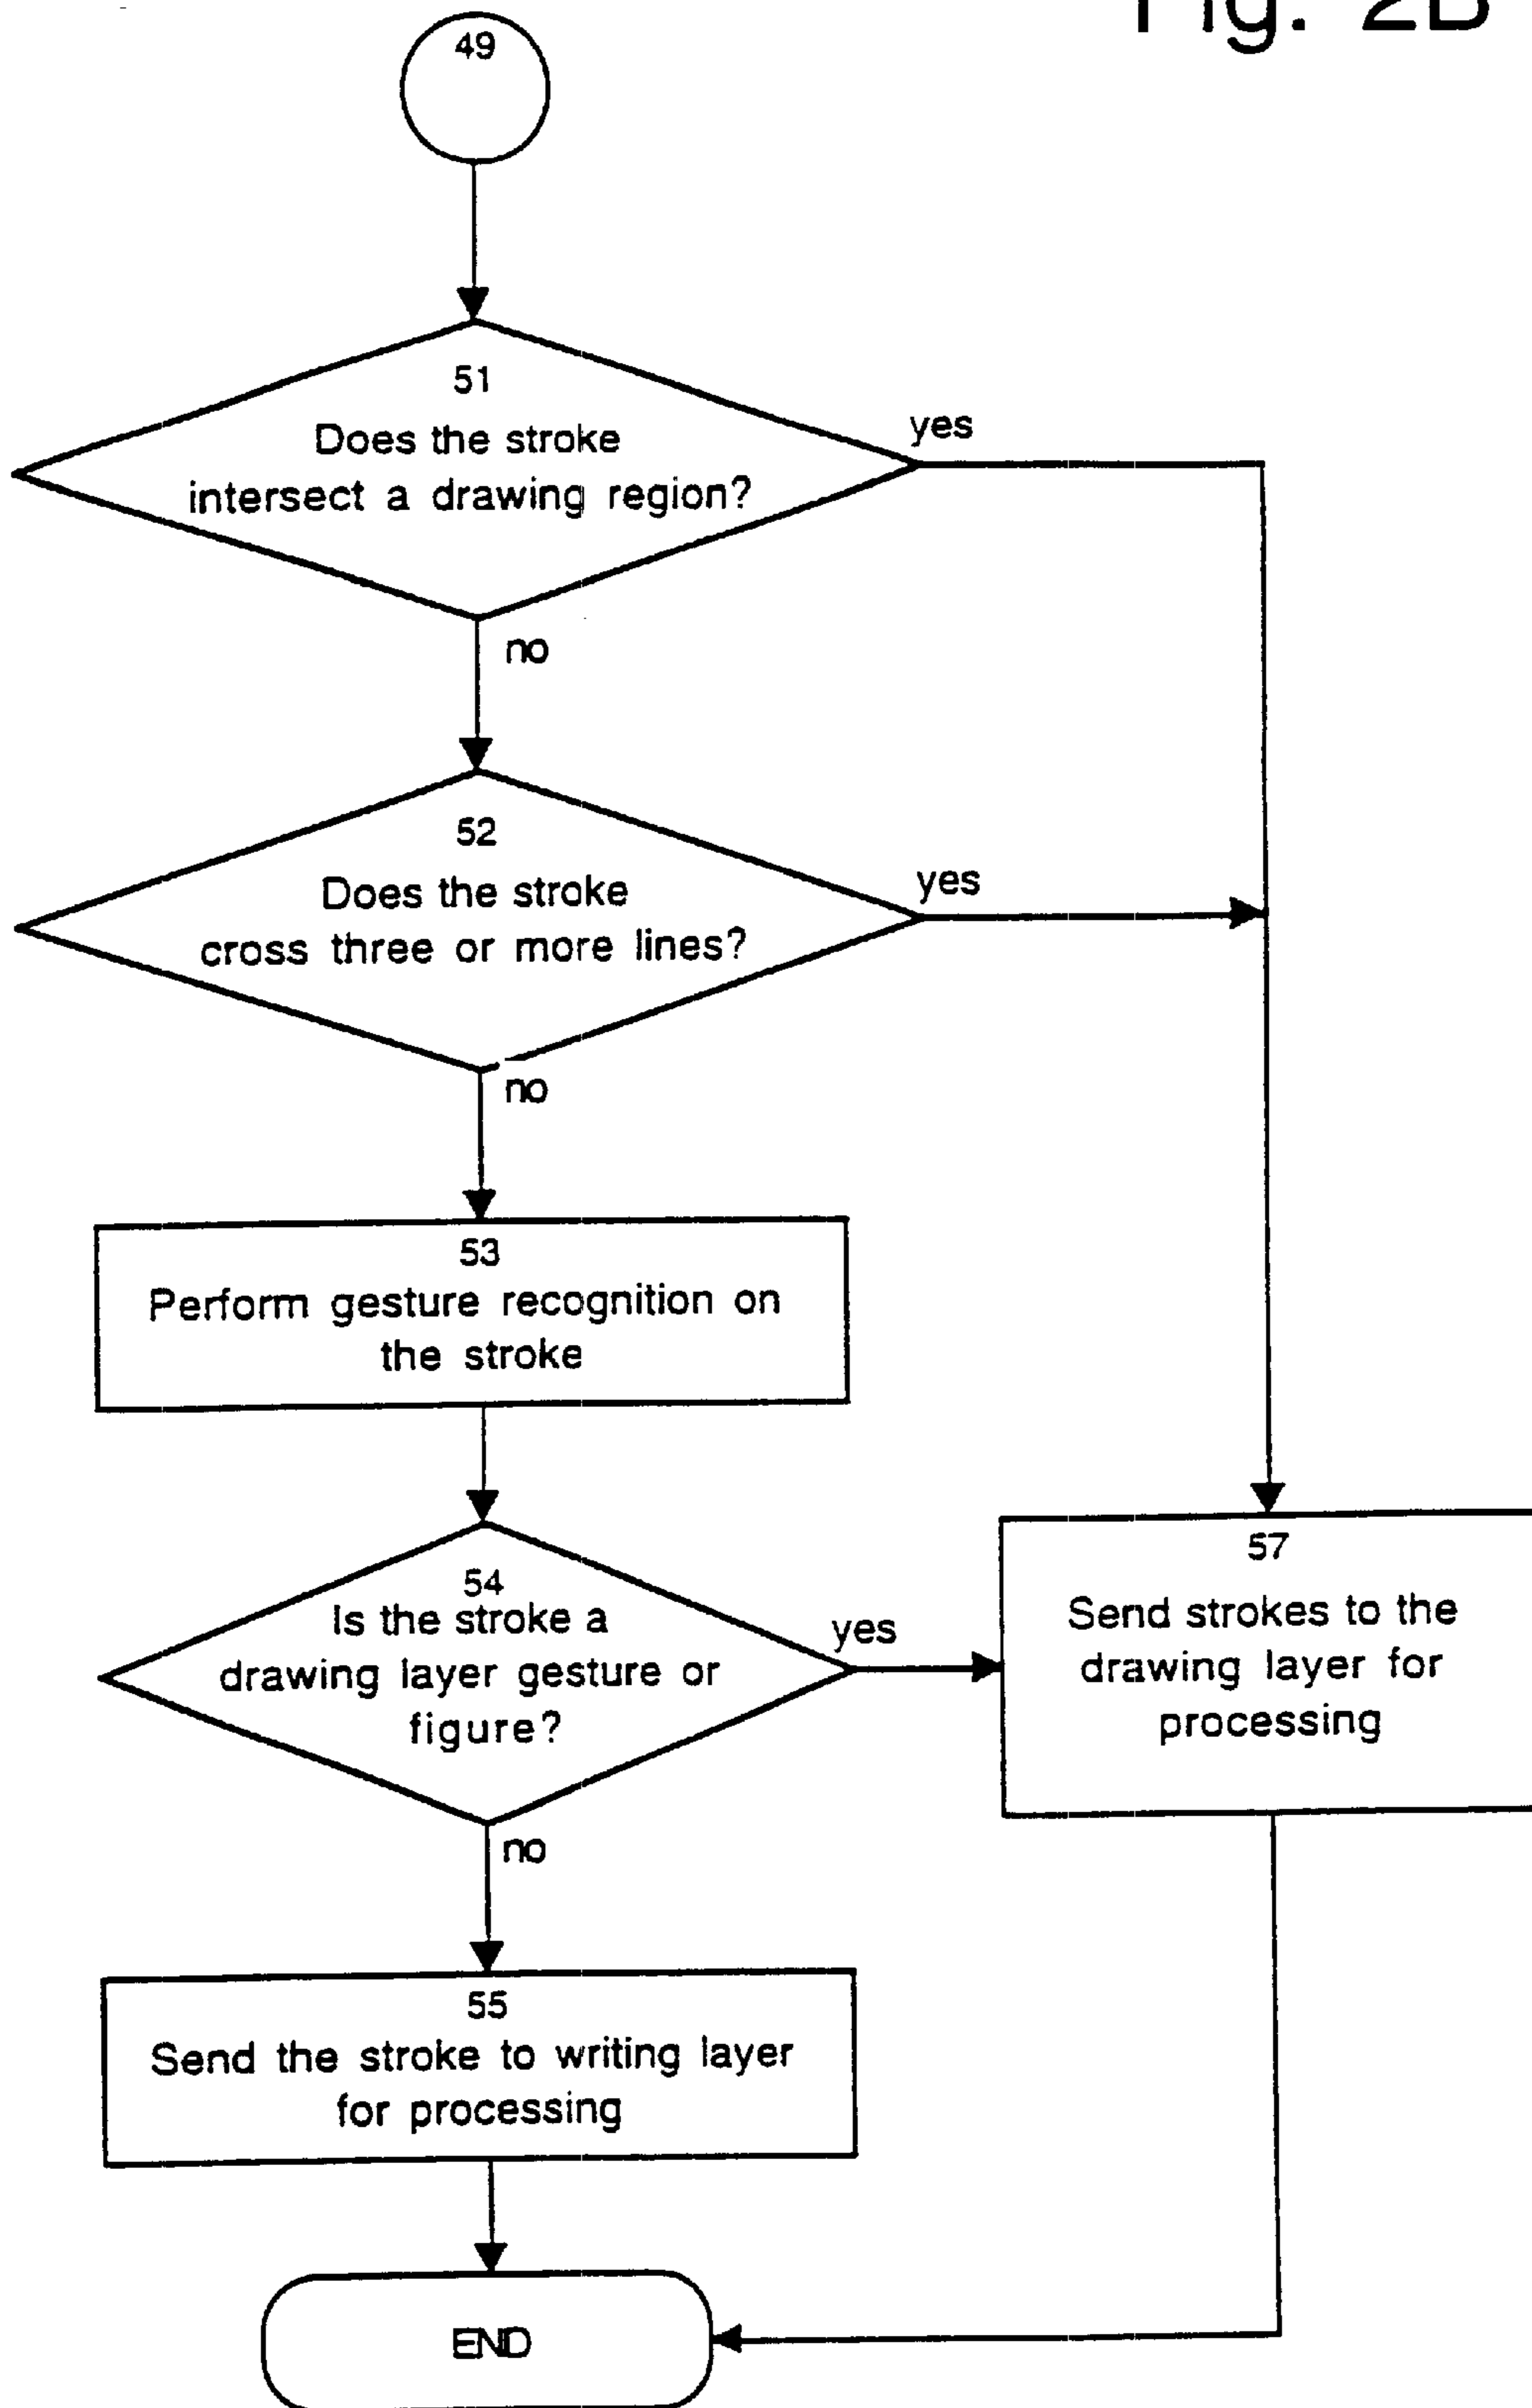 Fig. 2B
49
51
Does the stroke
intersect a drawing region?
yes
no
52
Does the stroke
cross three or more lines?
yes
no
53
Perform gesture recognition on
the stroke
54
Is the stroke a
drawing layer gesture or
figure?
yes
no
57
Send strokes to the
drawing layer for
processing
55
Send the stroke to writing layer
for processing
END